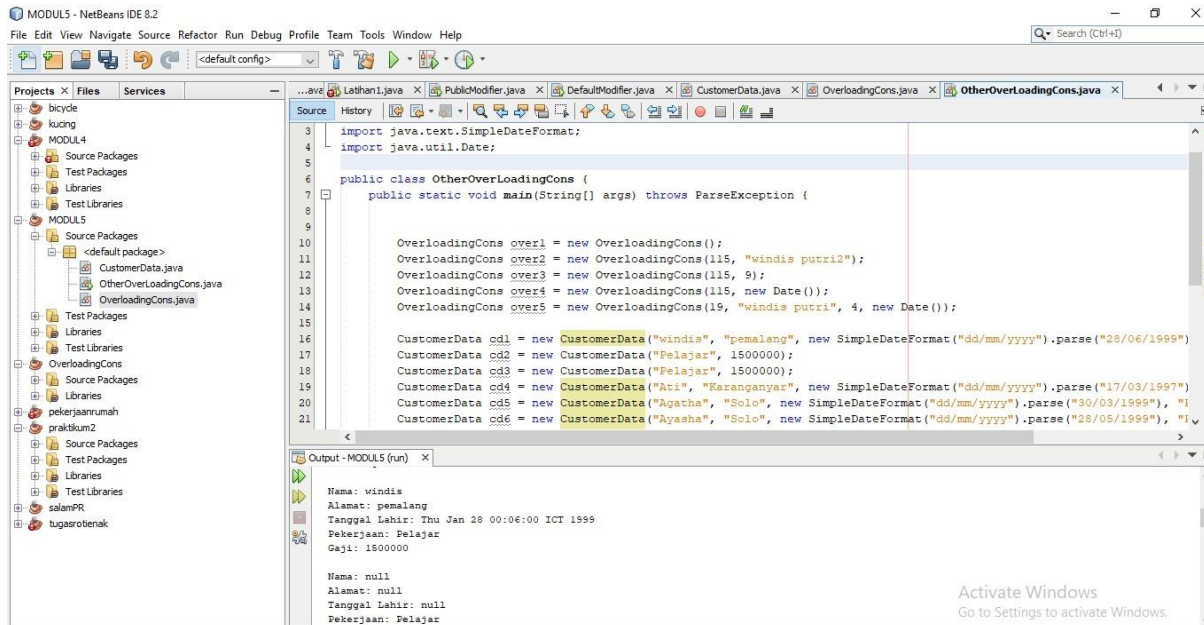 MODUL5 - NetBeans IDE 8.2
File Edit View Navigate Source Refactor Run Debug Profile Team Tools Window Help
Search (Ctrl+I)
<default config>
Projects Files Services
bicycle
kucing
MODUL4
Source Packages
Test Packages
Libraries
Test Libraries
MODUL5
Source Packages
<default package>
CustomerData.java
OtherOverLoadingCons.java
OverloadingCons.java
Test Packages
Libraries
Test Libraries
OverloadingCons
Source Packages
Libraries
pekerjaanrumah
praktikum2
Source Packages
Test Packages
Libraries
Test Libraries
salamPR
tugasrotienak
...ava Latihan1.java PublicModifier.java DefaultModifier.java CustomerData.java OverloadingCons.java OtherOverLoadingCons.java
Source History
3 import java.text.SimpleDateFormat;
4 import java.util.Date;
5
6 public class OtherOverLoadingCons {
7 public static void main(String[] args) throws ParseException {
8
9
10 OverloadingCons over1 = new OverloadingCons();
11 OverloadingCons over2 = new OverloadingCons(115, "windis putri2");
12 OverloadingCons over3 = new OverloadingCons(115, 9);
13 OverloadingCons over4 = new OverloadingCons(115, new Date());
14 OverloadingCons over5 = new OverloadingCons(19, "windis putri", 4, new Date());
15
16 CustomerData cd1 = new CustomerData("windis", "pemalang", new SimpleDateFormat("dd/mm/yyyy").parse("28/06/1999")
17 CustomerData cd2 = new CustomerData("Pelajar", 1500000);
18 CustomerData cd3 = new CustomerData("Pelajar", 1500000);
19 CustomerData cd4 = new CustomerData("Ati", "Karanganyar", new SimpleDateFormat("dd/mm/yyyy").parse("17/03/1997")
20 CustomerData cd5 = new CustomerData("Agatha", "Solo", new SimpleDateFormat("dd/mm/yyyy").parse("30/03/1999"), "
21 CustomerData cd6 = new CustomerData("Ayasha", "Solo", new SimpleDateFormat("dd/mm/yyyy").parse("28/05/1999"), "
Output - MODUL5 (run)
Nama: windis
Alamat: pemalang
Tanggal Lahir: Thu Jan 28 00:06:00 ICT 1999
Pekerjaan: Pelajar
Gaji: 1500000
Nama: null
Alamat: null
Tanggal Lahir: null
Pekerjaan: Pelajar
Activate Windows
Go to Settings to activate Windows.